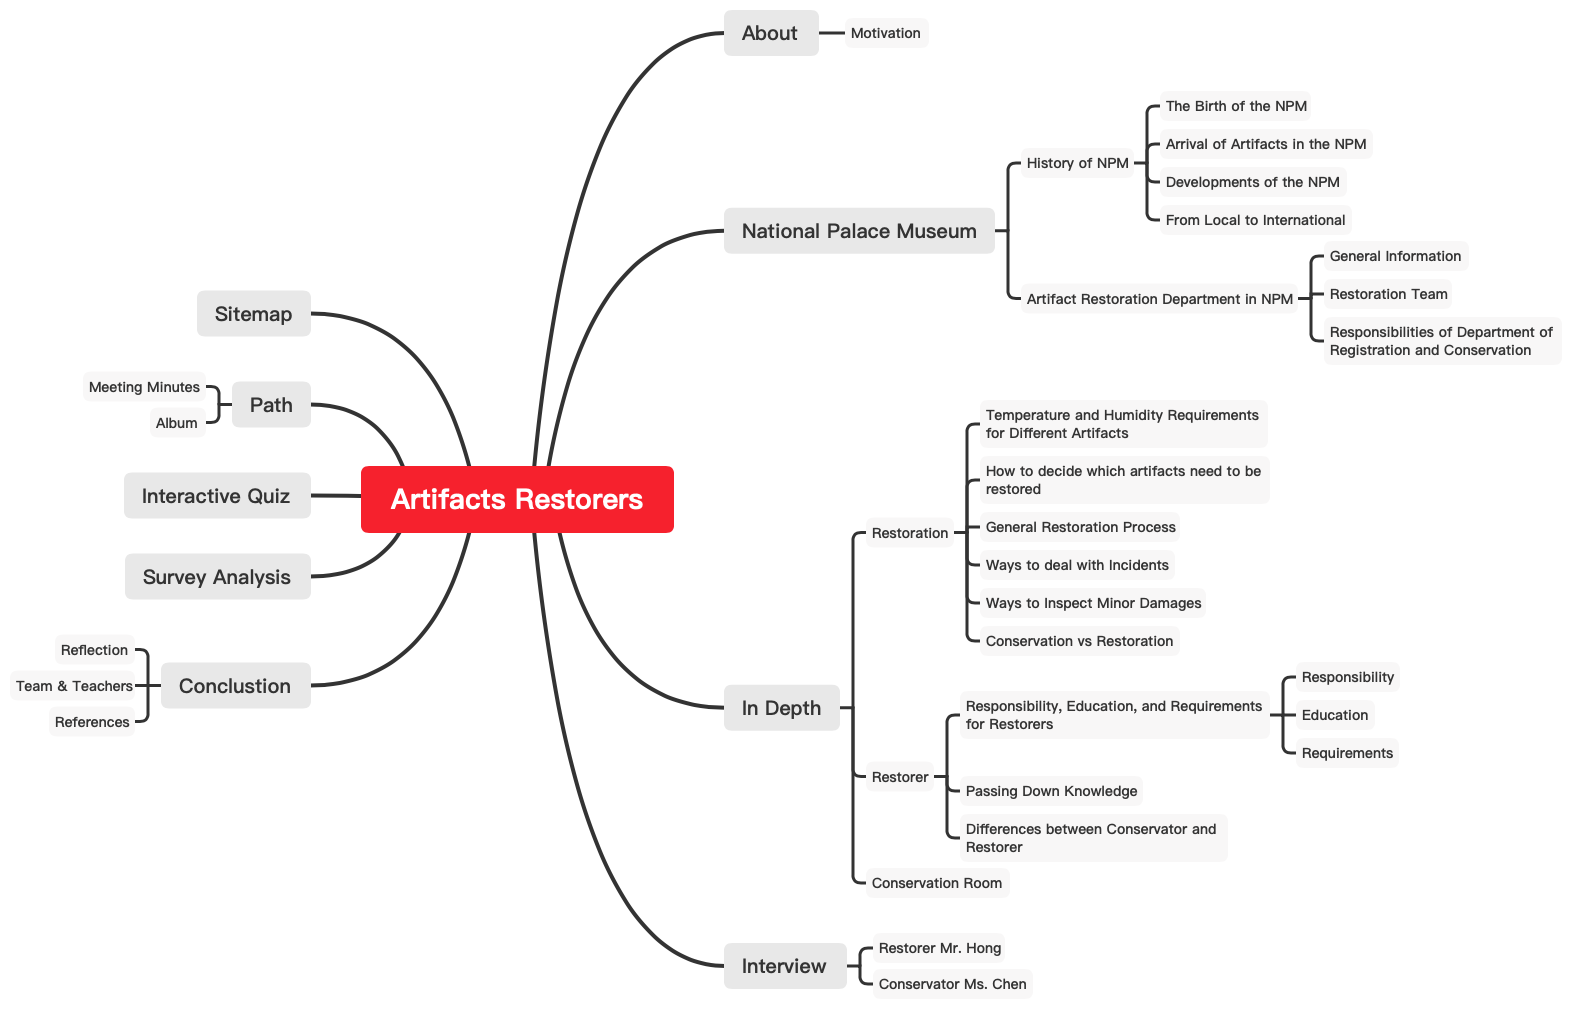 Artifacts Restorers
About
Motivation
National Palace Museum
History of NPM
The Birth of the NPM
Arrival of Artifacts in the NPM
Developments of the NPM
From Local to International
Artifact Restoration Department in NPM
General Information
Restoration Team
Responsibilities of Department of
Registration and Conservation
In Depth
Restoration
Temperature and Humidity Requirements
for Different Artifacts
How to decide which artifacts need to be
restored
General Restoration Process
Ways to deal with Incidents
Ways to Inspect Minor Damages
Conservation vs Restoration
Restorer
Responsibility, Education, and Requirements
for Restorers
Responsibility
Education
Requirements
Passing Down Knowledge
Differences between Conservator and
Restorer
Conservation Room
Interview
Restorer Mr. Hong
Conservator Ms. Chen
Sitemap
Path
Meeting Minutes
Album
Interactive Quiz
Survey Analysis
Conclustion
Reflection
Team & Teachers
References